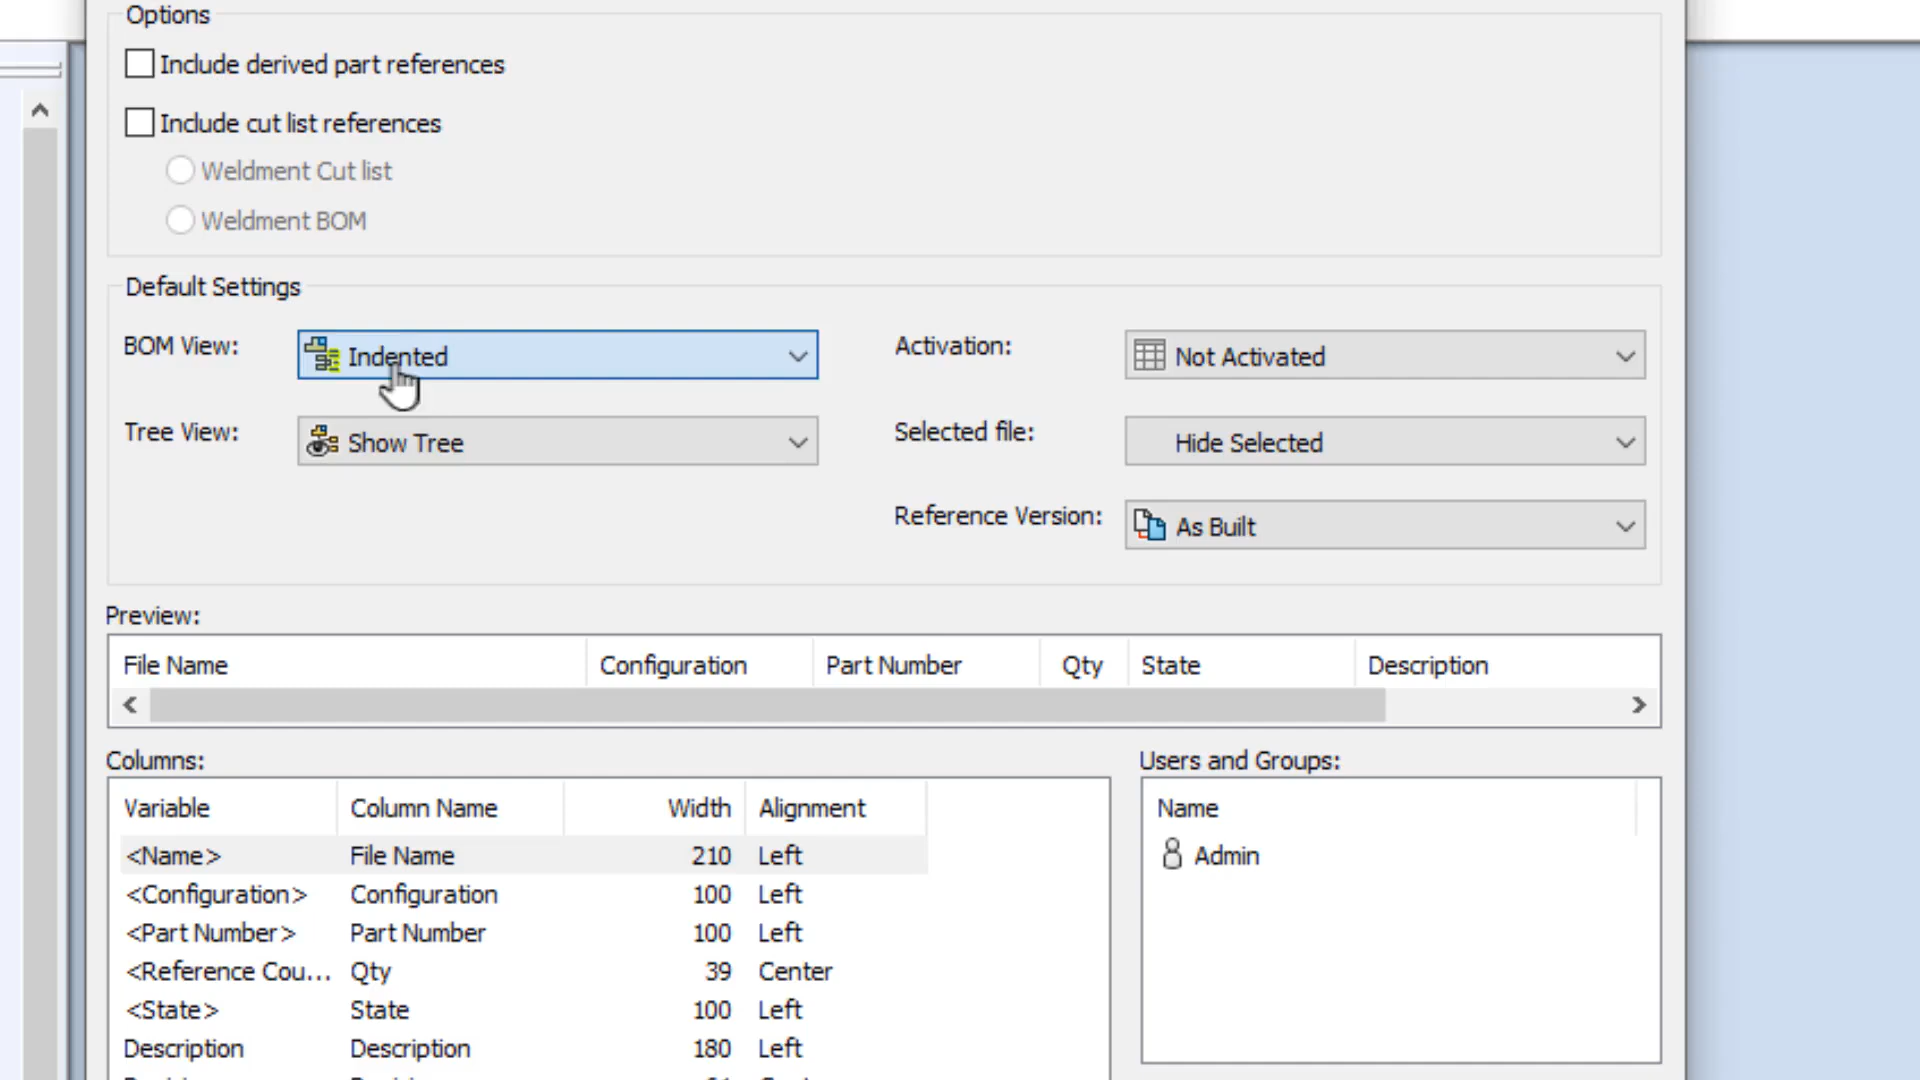 Options
Include derived part references
Include cut list references
Weldment Cut list
Weldment BOM
Default Settings
BOM View: Indented Activation: Not Activated
Tree View: Show Tree Selected file: Hide Selected
Reference Version: As Built
Preview:
File Name Configuration Part Number Qty State Description
Columns: Users and Groups:
Variable Column Name Width Alignment Name
<Name> File Name 210 Left Admin
<Configuration> Configuration 100 Left
<Part Number> Part Number 100 Left
<Reference Cou... Qty 39 Center
<State> State 100 Left
Description Description 180 Left